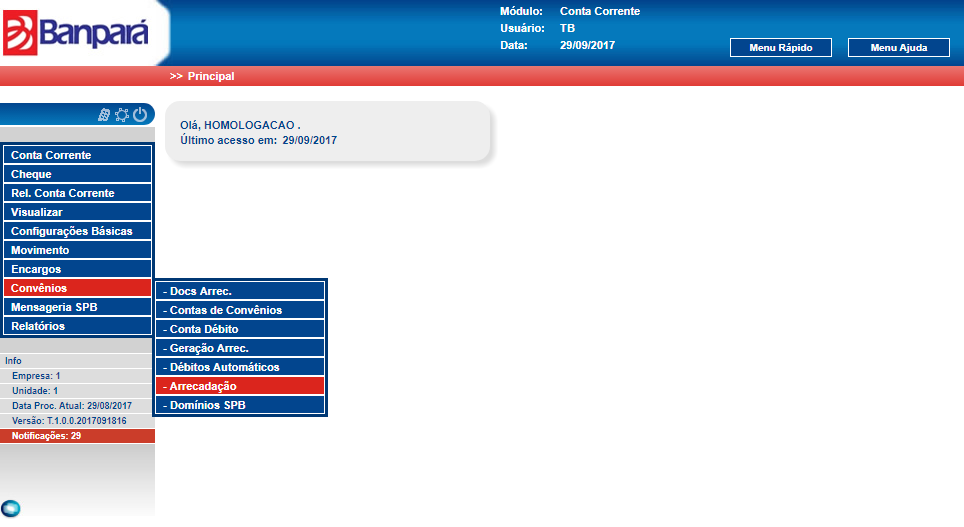 Banpará
Módulo: Conta Corrente
Usuário: TB
Data: 29/09/2017
Menu Rápido
Menu Ajuda
>> Principal
Olá, HOMOLOGACAO .
Último acesso em: 29/09/2017
Conta Corrente
Cheque
Rel. Conta Corrente
Visualizar
Configurações Básicas
Movimento
Encargos
Convênios
Mensageria SPB
Relatórios
- Docs Arrec.
- Contas de Convênios
- Conta Débito
- Geração Arrec.
- Débitos Automáticos
- Arrecadação
- Domínios SPB
Info
Empresa: 1
Unidade: 1
Data Proc. Atual: 29/08/2017
Versão: T.1.0.0.2017091816
Notificações: 29